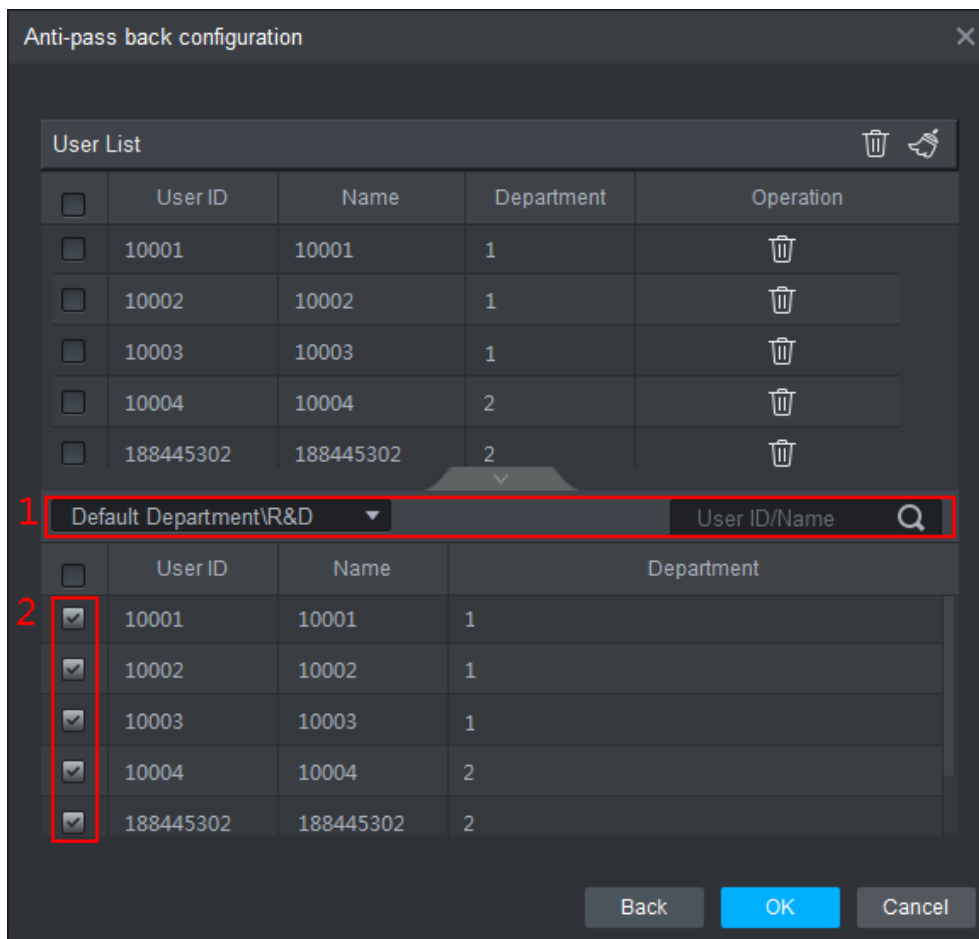 Anti-pass back configuration
User List
User ID Name Department Operation
10001 10001 1
10002 10002 1
10003 10003 1
10004 10004 2
188445302 188445302 2
1 Default Department\R&D User ID/Name
User ID Name Department
2 10001 10001 1
10002 10002 1
10003 10003 1
10004 10004 2
188445302 188445302 2
Back OK Cancel